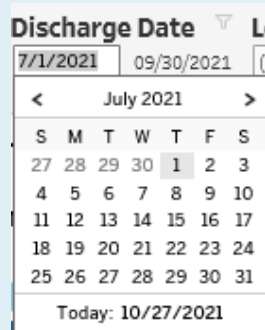 Discharge Date L
7/1/2021 09/30/2021
< July 2021 >
S M T W T F S
27 28 29 30 1 2 3
4 5 6 7 8 9 10
11 12 13 14 15 16 17
18 19 20 21 22 23 24
25 26 27 28 29 30 31
Today: 10/27/2021